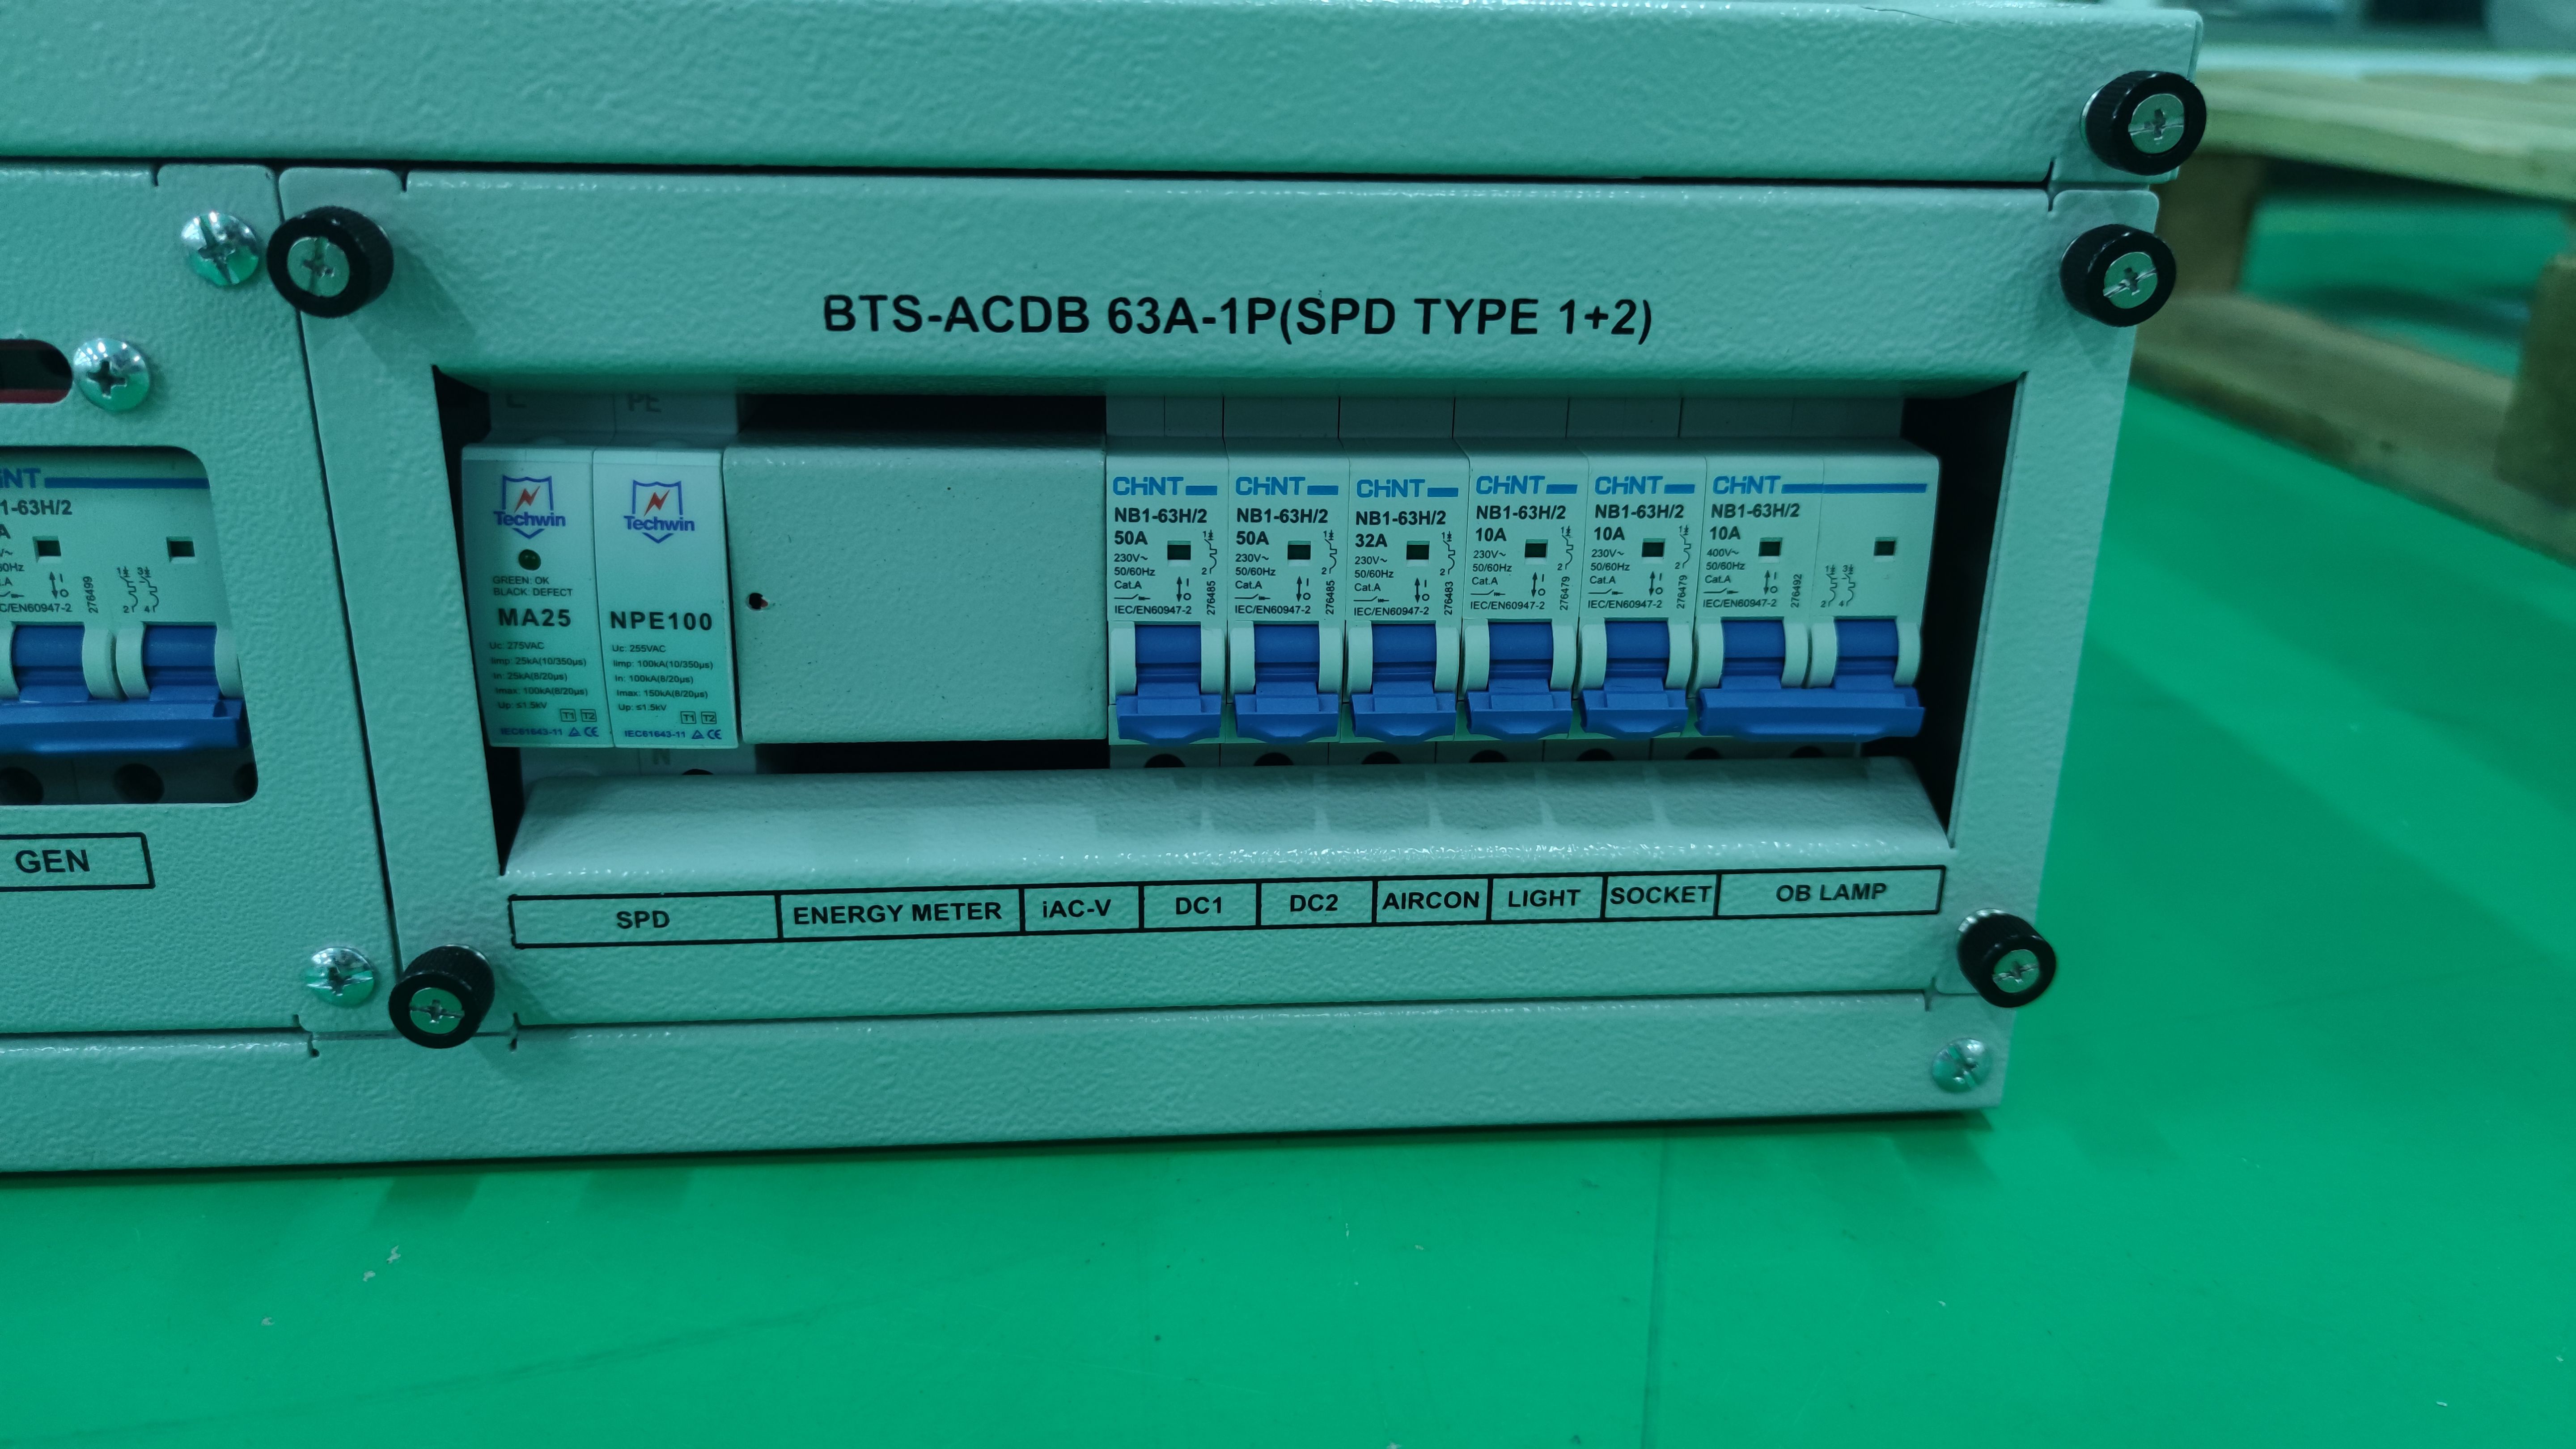 BTS-ACDB 63A-1P(SPD TYPE 1+2)
PE
Techwin
GREEN: OK
BLACK: DEFECT
MA25
Uc: 275VAC
Iimp: 25kA(10/350µs)
In: 25kA(8/20µs)
Imax: 100kA(8/20µs)
Up: ≤1.5kV
T1 T2
IEC61643-11 CE
Techwin
NPE100
Uc: 255VAC
Iimp: 100kA(10/350µs)
In: 100kA(8/20µs)
Imax: 150kA(8/20µs)
Up: ≤1.5kV
T1 T2
IEC61643-11 CE
N
CHNT
NB1-63H/2
50A
230V~
50/60Hz
Cat.A
IEC/EN60947-2
276485
CHNT
NB1-63H/2
50A
230V~
50/60Hz
Cat.A
IEC/EN60947-2
276485
CHNT
NB1-63H/2
32A
230V~
50/60Hz
Cat.A
IEC/EN60947-2
276483
CHNT
NB1-63H/2
10A
230V~
50/60Hz
Cat.A
IEC/EN60947-2
276479
CHNT
NB1-63H/2
10A
230V~
50/60Hz
Cat.A
IEC/EN60947-2
276479
CHNT
NB1-63H/2
10A
400V~
50/60Hz
Cat.A
IEC/EN60947-2
276492
SPD
ENERGY METER
iAC-V
DC1
DC2
AIRCON
LIGHT
SOCKET
OB LAMP
1-63H/2
276499
C/EN60947-2
GEN